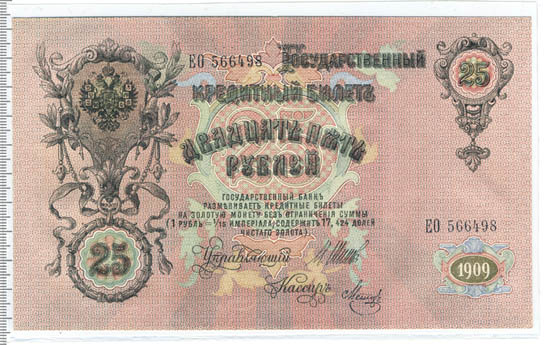 ЕО 566498
Государственный
25
Кредитный Билетъ
Двадцать пять
рублей
Государственный Банкъ
размѣниваетъ кредитные билеты
на золотую монету безъ ограниченія суммы
(1 рубль = 1/15 имперіала, содержитъ 17,424 долей
чистаго золота).
ЕО 566498
25
Управляющій
1909
Кассиръ